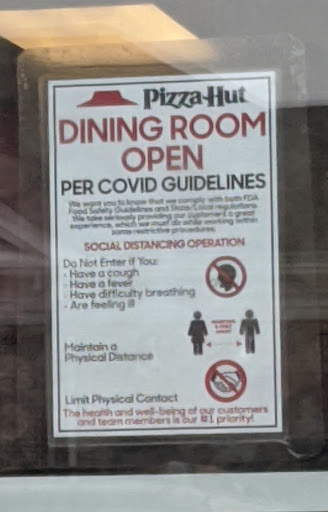 Pizza Hut
DINING ROOM
OPEN
PER COVID GUIDELINES
We want you to know that we comply with both FDA
Food Safety Guidelines and State/Local regulations.
We take seriously providing our customers a great
experience, which we must do while working within
some restrictive procedures.
SOCIAL DISTANCING OPERATION
Do Not Enter if You:
- Have a cough
- Have a fever
- Have difficulty breathing
- Are feeling ill
Maintain a
Physical Distance
Limit Physical Contact
The health and well-being of our customers
and team members is our #1 priority!